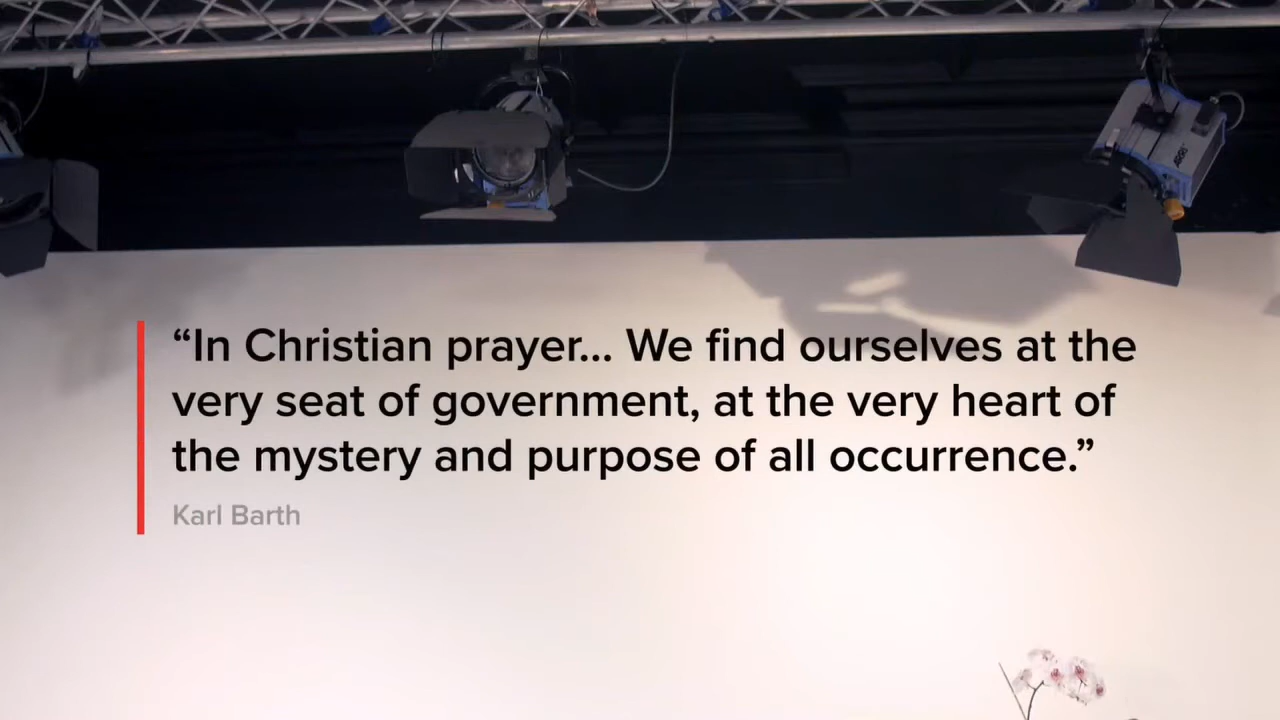 “In Christian prayer... We find ourselves at the
very seat of government, at the very heart of
the mystery and purpose of all occurrence.”
Karl Barth
ARRI